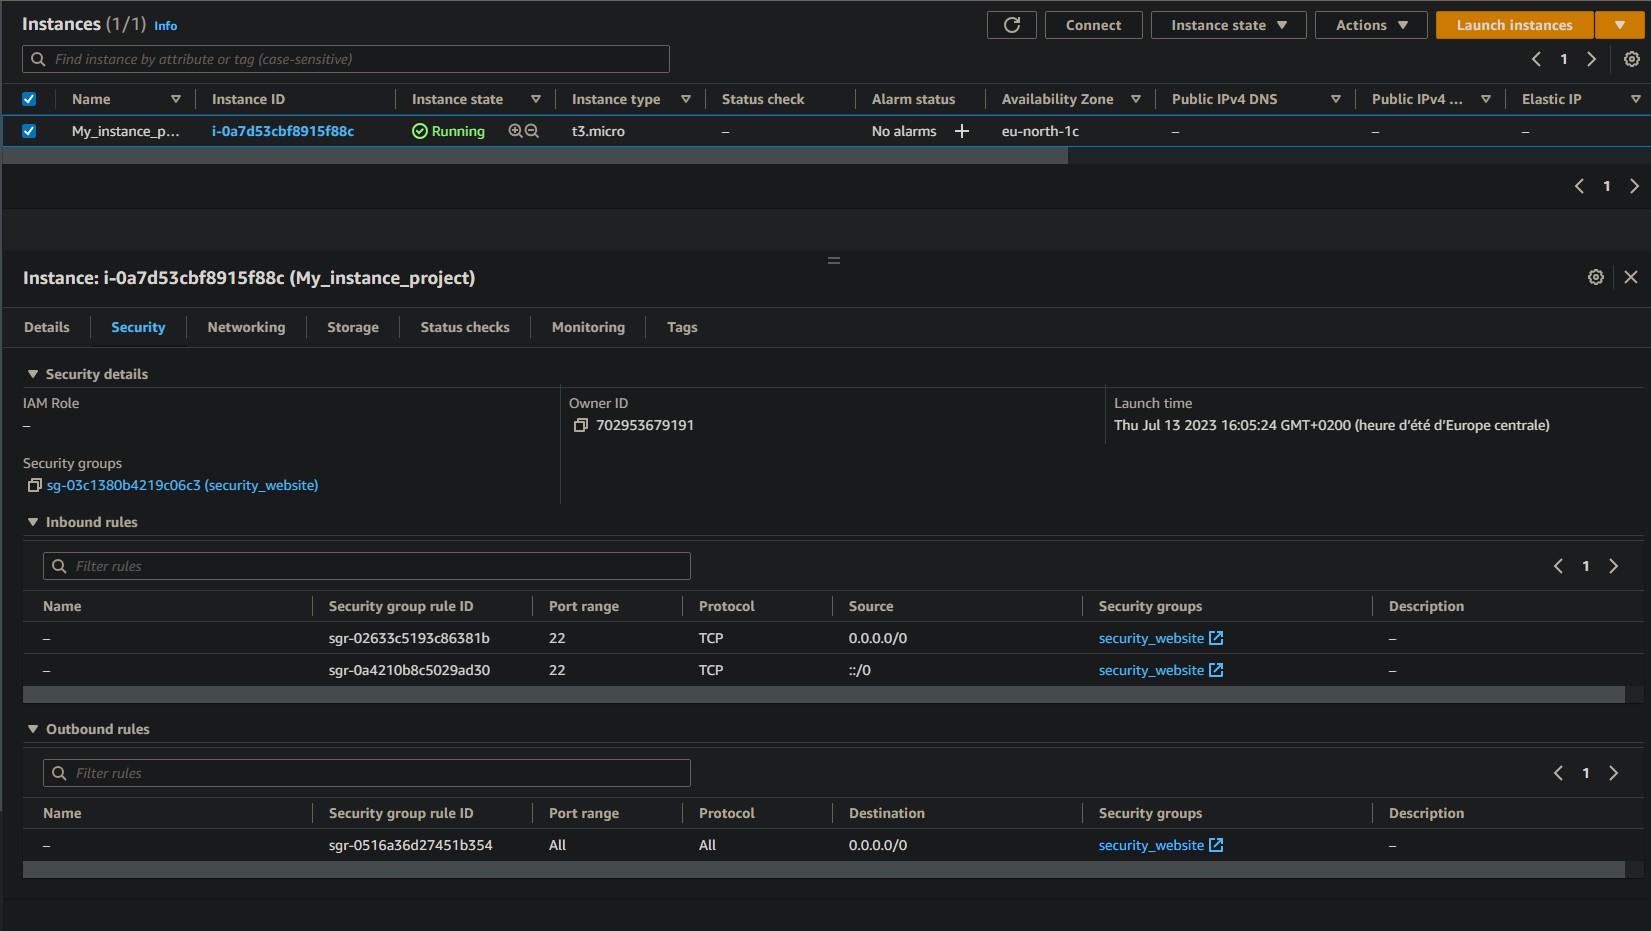 Instances (1/1) Info
Connect Instance state Actions Launch instances
Find instance by attribute or tag (case-sensitive) 1
Name Instance ID Instance state Instance type Status check Alarm status Availability Zone Public IPv4 DNS Public IPv4 ... Elastic IP
My_instance_p... i-0a7d53cbf8915f88c Running t3.micro – No alarms + eu-north-1c – – –
1
Instance: i-0a7d53cbf8915f88c (My_instance_project)
Details Security Networking Storage Status checks Monitoring Tags
Security details
IAM Role Owner ID Launch time
– 702953679191 Thu Jul 13 2023 16:05:24 GMT+0200 (heure d'été d'Europe centrale)
Security groups
sg-03c1380b4219c06c3 (security_website)
Inbound rules
Filter rules 1
Name Security group rule ID Port range Protocol Source Security groups Description
– sgr-02633c5193c86381b 22 TCP 0.0.0.0/0 security_website –
– sgr-0a4210b8c5029ad30 22 TCP ::/0 security_website –
Outbound rules
Filter rules 1
Name Security group rule ID Port range Protocol Destination Security groups Description
– sgr-0516a36d27451b354 All All 0.0.0.0/0 security_website –